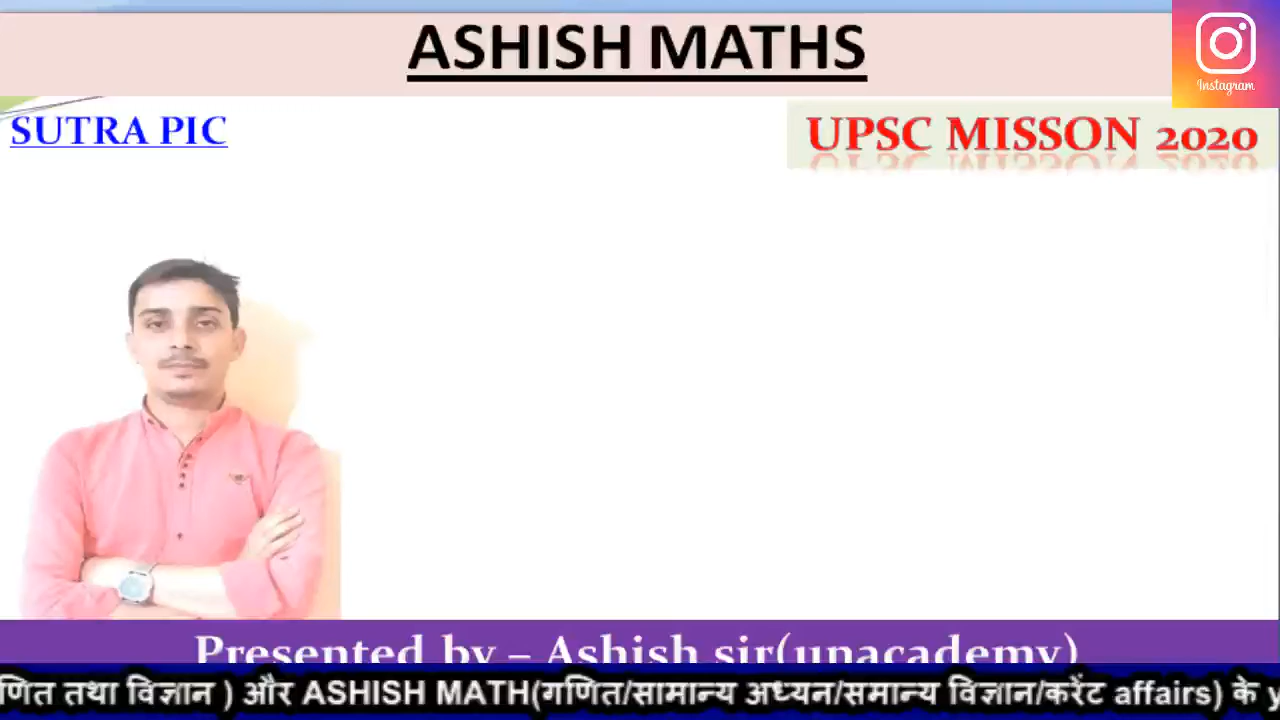 ASHISH MATHS
Instagram
SUTRA PIC
UPSC MISSON 2020
Presented by – Ashish sir(unacademy)
णित तथा विज्ञान ) और ASHISH MATH(गणित/सामान्य अध्यन/समान्य विज्ञान/करेंट affairs) के y